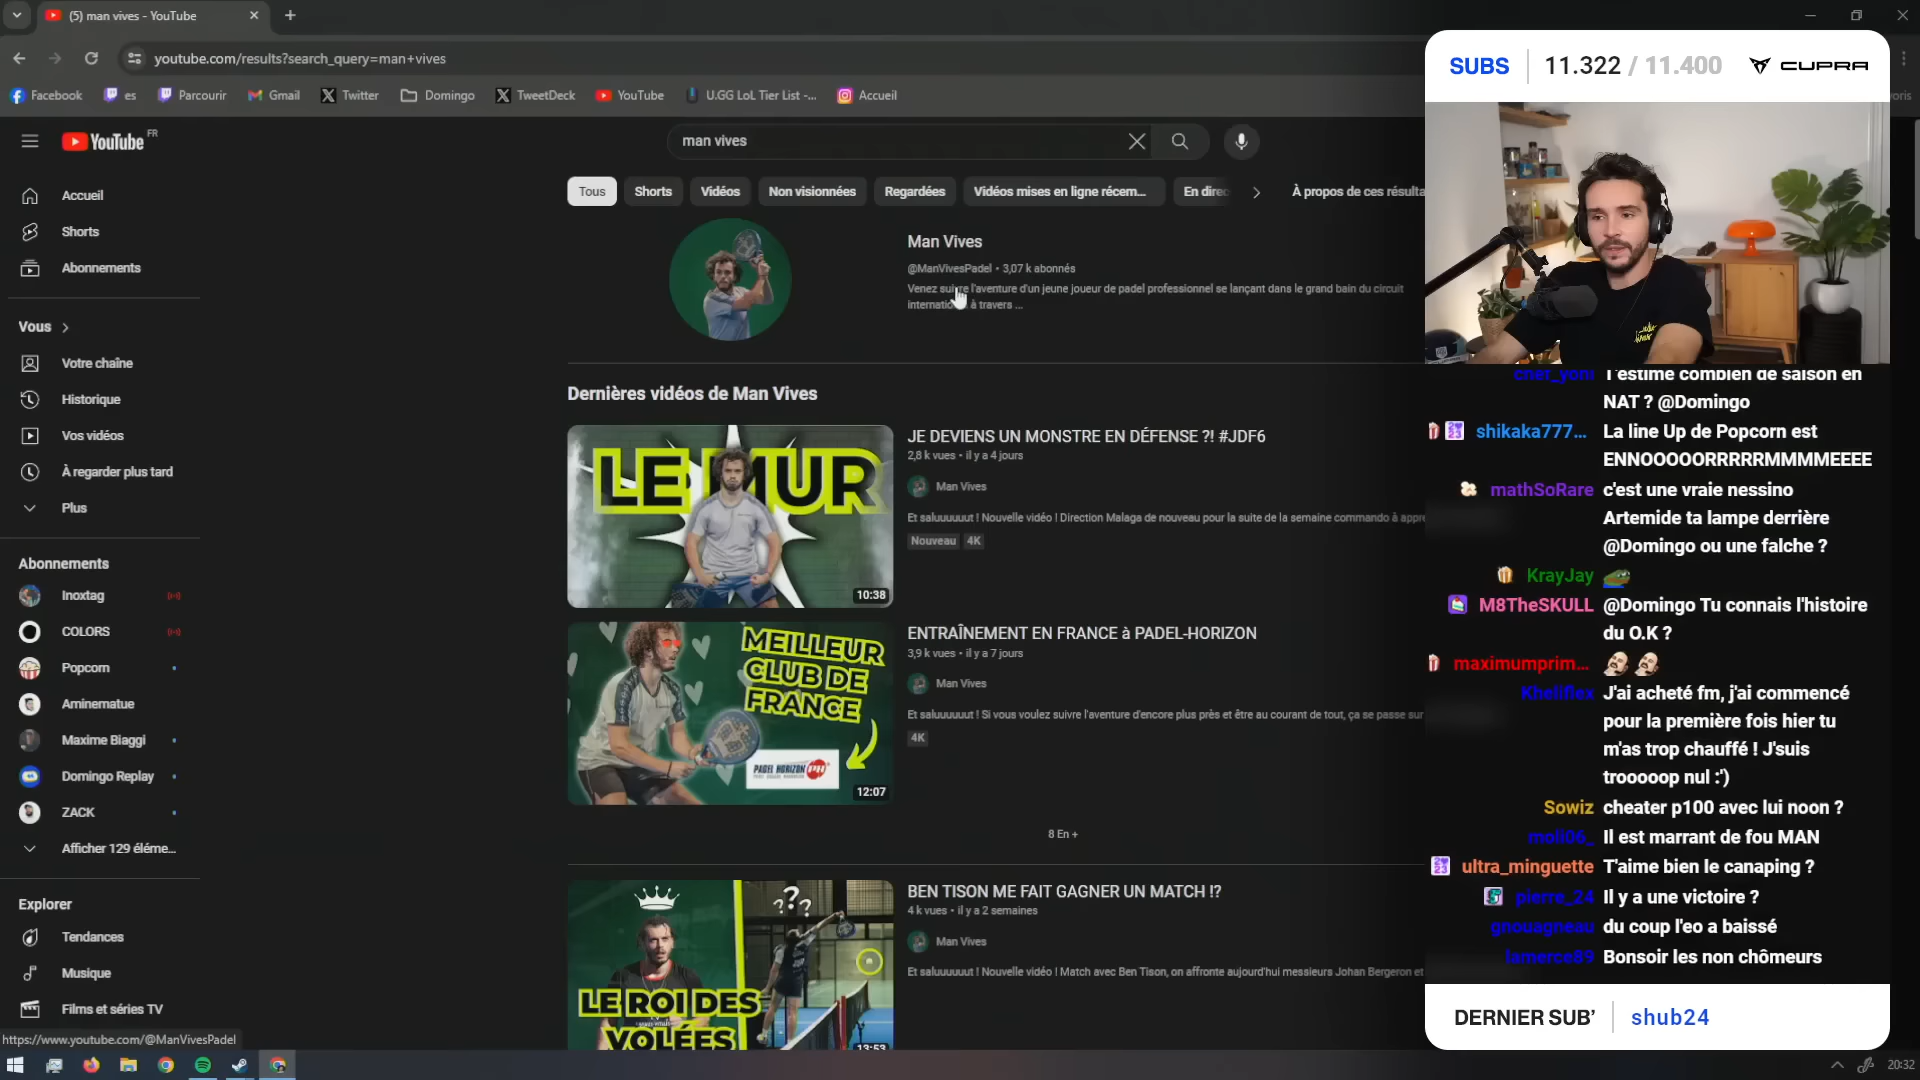 (5) man vives - YouTube
youtube.com/results?search_query=man+vives
Facebook
es
Parcourir
Gmail
Twitter
Domingo
TweetDeck
YouTube
U.GG LoL Tier List -...
Accueil
SUBS 11.322 / 11.400 CUPRA
YouTube FR
man vives
Tous
Shorts
Vidéos
Non visionnées
Regardées
Vidéos mises en ligne récem...
En direc
À propos de ces résulta
Accueil
Shorts
Abonnements
Vous
Votre chaîne
Historique
Vos vidéos
À regarder plus tard
Plus
Abonnements
Inoxtag
COLORS
Popcorn
Aminematue
Maxime Biaggi
Domingo Replay
ZACK
Afficher 129 éléme...
Explorer
Tendances
Musique
Films et séries TV
https://www.youtube.com/@ManVivesPadel
Man Vives
@ManVivesPadel • 3,07 k abonnés
Venez suivre l'aventure d'un jeune joueur de padel professionnel se lançant dans le grand bain du circuit
à travers ...
Dernières vidéos de Man Vives
LE MUR
10:38
JE DEVIENS UN MONSTRE EN DÉFENSE ?! #JDF6
2,8 k vues • il y a 4 jours
Man Vives
Et saluuuuuut ! Nouvelle vidéo ! Direction Malaga de nouveau pour la suite de la semaine commando à appre
Nouveau
4K
MEILLEUR
CLUB DE
FRANCE
PADEL HORIZON
12:07
ENTRAÎNEMENT EN FRANCE à PADEL-HORIZON
3,9 k vues • il y a 7 jours
Man Vives
Et saluuuuuut ! Si vous voulez suivre l'aventure d'encore plus près et être au courant de tout, ça se passe sur
4K
8 En +
???
LE ROI DES
VOLÉES
13:53
BEN TISON ME FAIT GAGNER UN MATCH !?
4 k vues • il y a 2 semaines
Man Vives
Et saluuuuuut ! Nouvelle vidéo ! Match avec Ben Tison, on affronte aujourd'hui messieurs Johan Bergeron et
chef_yom T'estime combien de saison en
NAT ? @Domingo
shikaka777... La line Up de Popcorn est
ENNOOOOORRRRRMMMMEEEE
mathSoRare c'est une vraie nessino
Artemide ta lampe derrière
@Domingo ou une falche ?
KrayJay
M8TheSKULL @Domingo Tu connais l'histoire
du O.K ?
maximumprim...
Kheliflex J'ai acheté fm, j'ai commencé
pour la première fois hier tu
m'as trop chauffé ! J'suis
trooooop nul :')
Sowiz cheater p100 avec lui noon ?
moli06_ Il est marrant de fou MAN
ultra_minguette T'aime bien le canaping ?
pierre_24 Il y a une victoire ?
gnouagneau du coup l'eo a baissé
lamerce89 Bonsoir les non chômeurs
DERNIER SUB' shub24
20:32